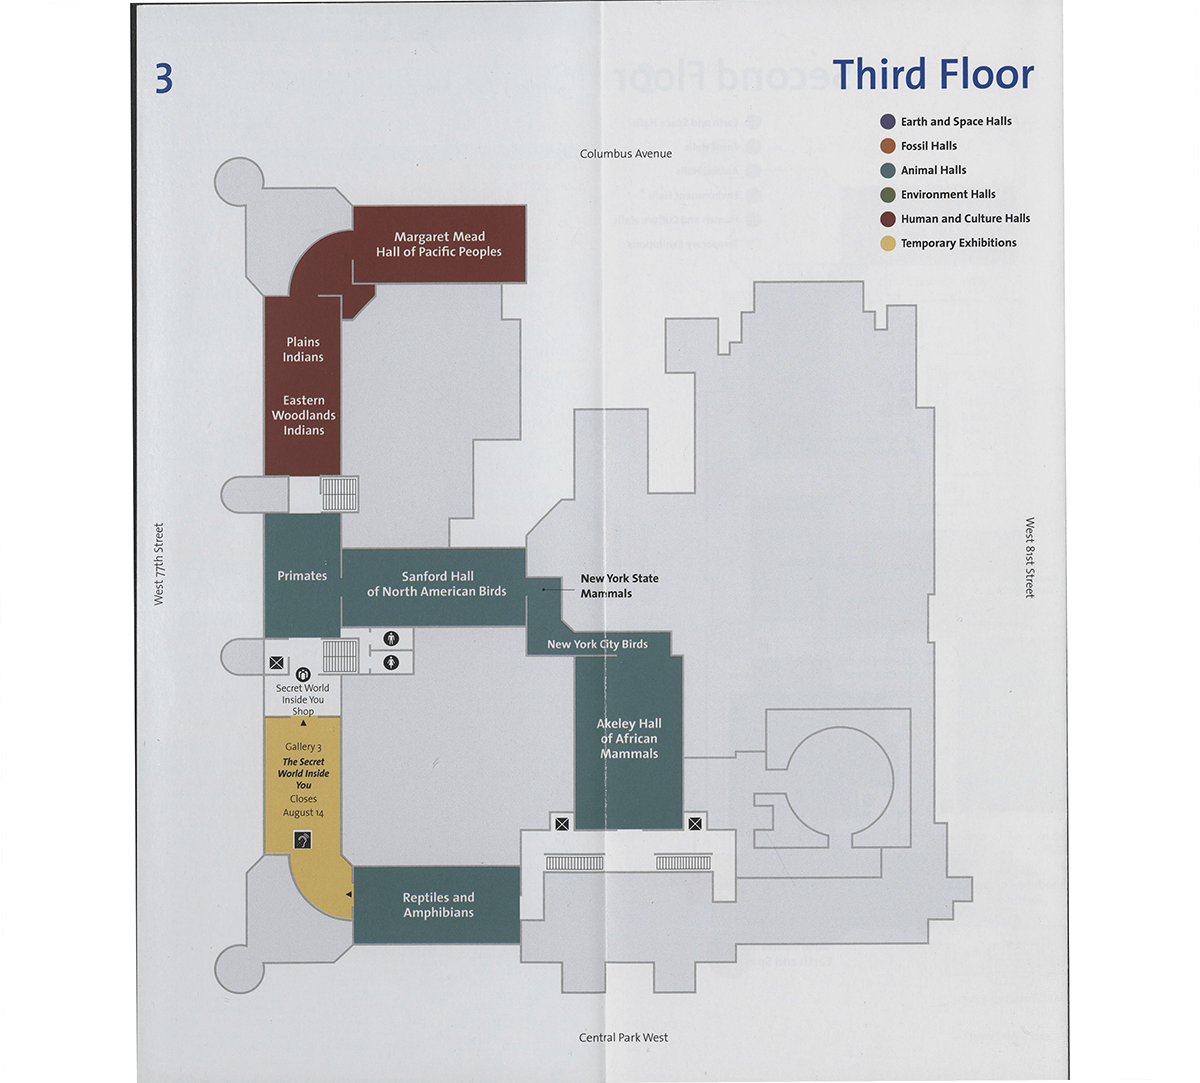 3
Third Floor
Earth and Space Halls
Fossil Halls
Animal Halls
Environment Halls
Human and Culture Halls
Temporary Exhibitions
Columbus Avenue
Margaret Mead
Hall of Pacific Peoples
Plains
Indians
Eastern
Woodlands
Indians
West 77th Street
West 81st Street
Primates
Sanford Hall
of North American Birds
New York State
Mammals
New York City Birds
Secret World
Inside You
Shop
Akeley Hall
of African
Mammals
Gallery 3
The Secret
World Inside
You
Closes
August 14
Reptiles and
Amphibians
Central Park West